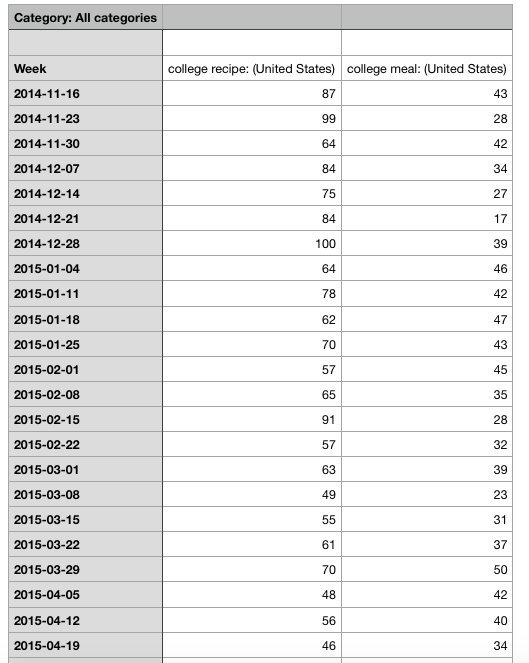 Category: All categories
Week college recipe: (United States) college meal: (United States)
2014-11-16 87 43
2014-11-23 99 28
2014-11-30 64 42
2014-12-07 84 34
2014-12-14 75 27
2014-12-21 84 17
2014-12-28 100 39
2015-01-04 64 46
2015-01-11 78 42
2015-01-18 62 47
2015-01-25 70 43
2015-02-01 57 45
2015-02-08 65 35
2015-02-15 91 28
2015-02-22 57 32
2015-03-01 63 39
2015-03-08 49 23
2015-03-15 55 31
2015-03-22 61 37
2015-03-29 70 50
2015-04-05 48 42
2015-04-12 56 40
2015-04-19 46 34